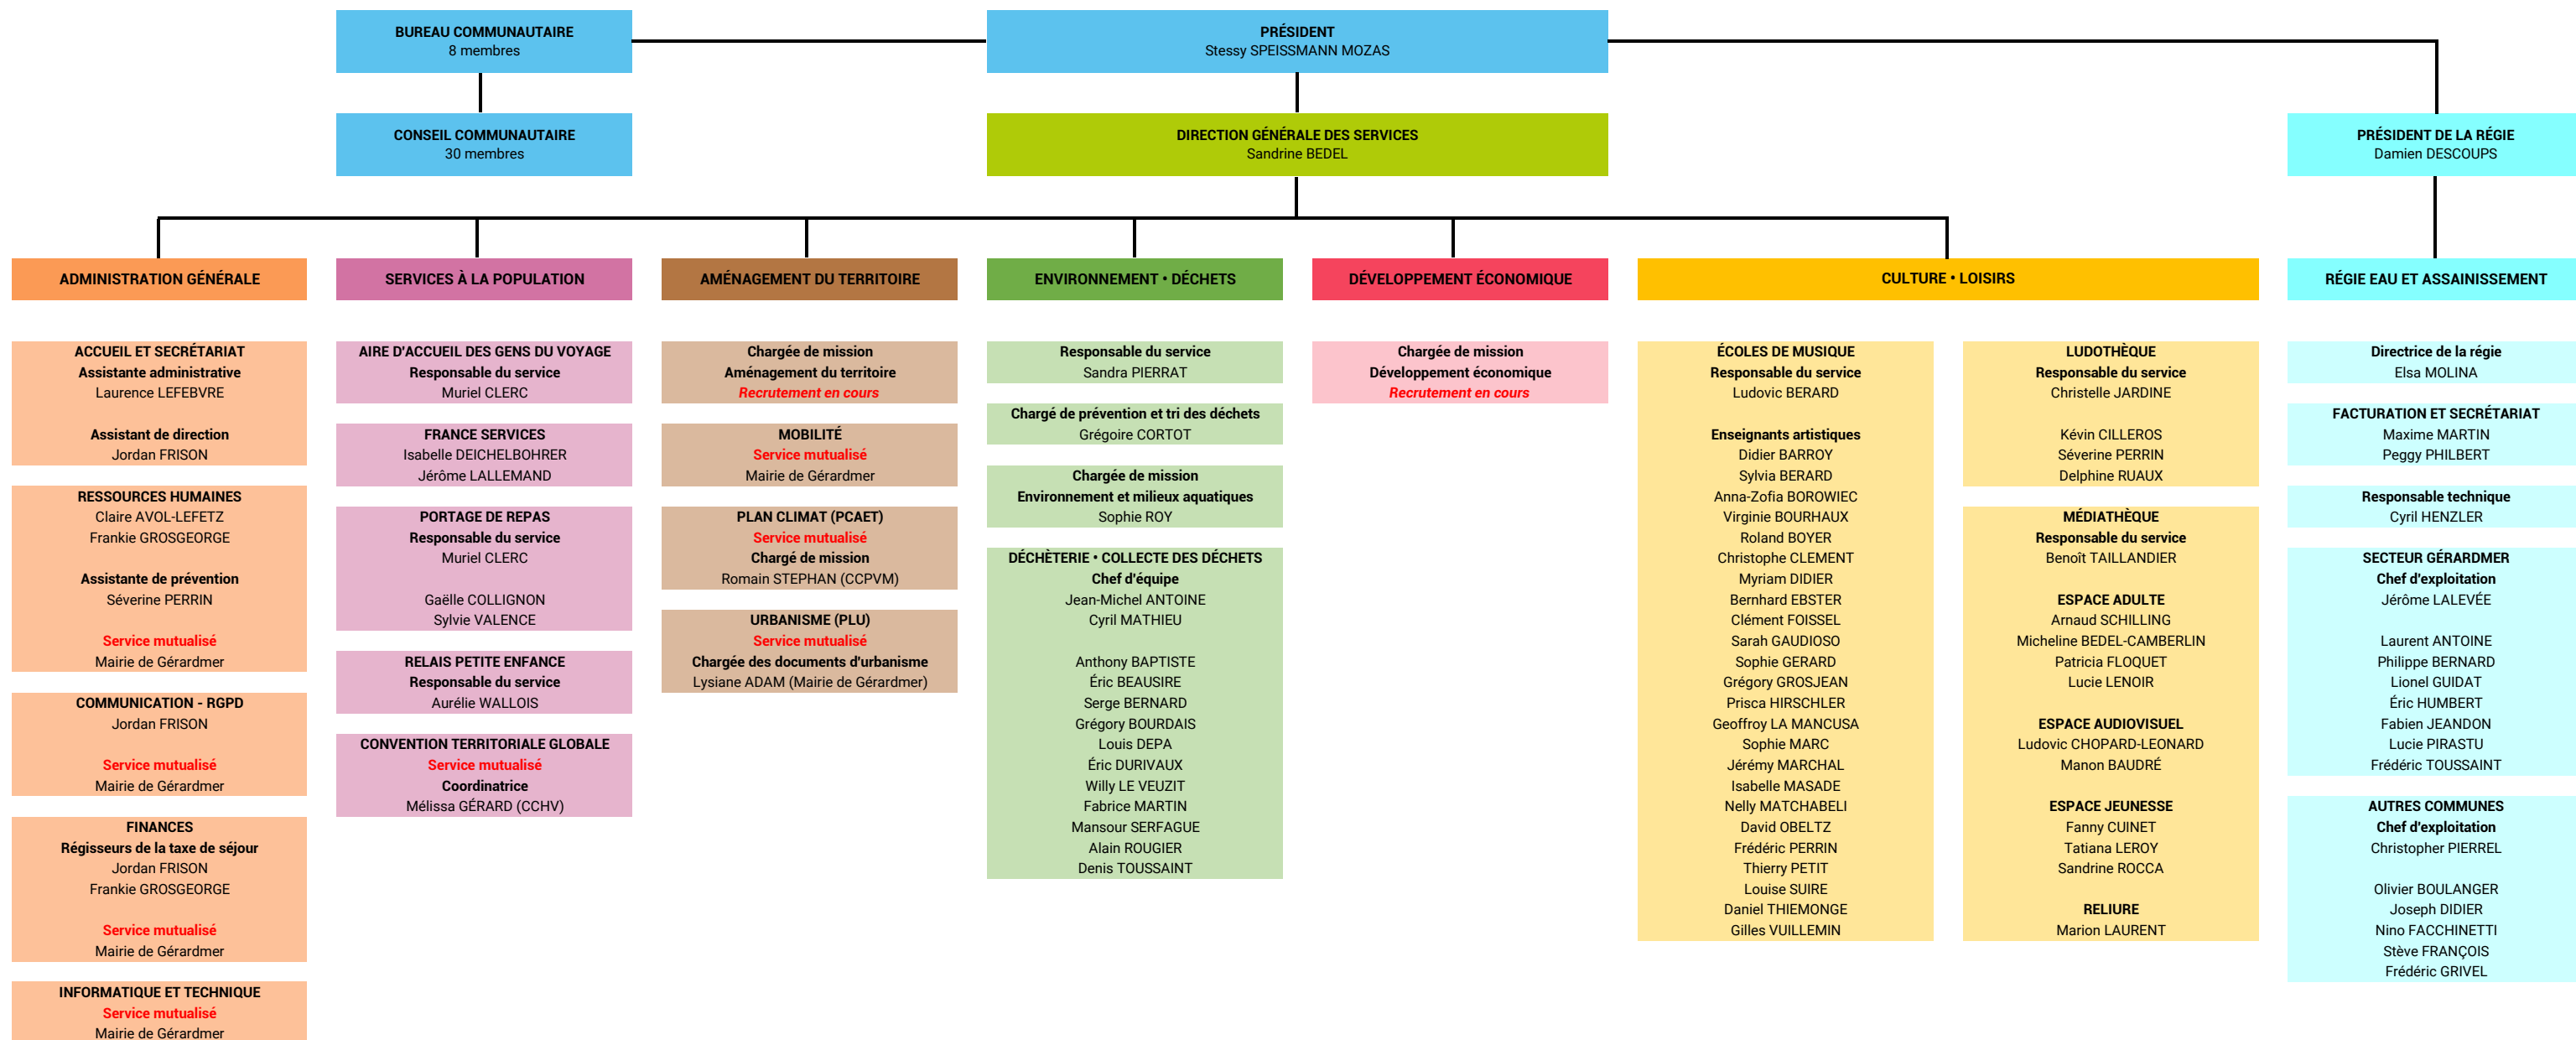 BUREAU COMMUNAUTAIRE
8 membres
PRÉSIDENT
Stessy SPEISSMANN MOZAS
CONSEIL COMMUNAUTAIRE
30 membres
DIRECTION GÉNÉRALE DES SERVICES
Sandrine BEDEL
PRÉSIDENT DE LA RÉGIE
Damien DESCOUPS
ADMINISTRATION GÉNÉRALE
ACCUEIL ET SECRÉTARIAT
Assistante administrative
Laurence LEFEBVRE
Assistant de direction
Jordan FRISON
RESSOURCES HUMAINES
Claire AVOL-LEFETZ
Frankie GROSGEORGE
Assistante de prévention
Séverine PERRIN
Service mutualisé
Mairie de Gérardmer
COMMUNICATION - RGPD
Jordan FRISON
Service mutualisé
Mairie de Gérardmer
FINANCES
Régisseurs de la taxe de séjour
Jordan FRISON
Frankie GROSGEORGE
Service mutualisé
Mairie de Gérardmer
INFORMATIQUE ET TECHNIQUE
Service mutualisé
Mairie de Gérardmer
SERVICES À LA POPULATION
AIRE D'ACCUEIL DES GENS DU VOYAGE
Responsable du service
Muriel CLERC
FRANCE SERVICES
Isabelle DEICHELBOHRER
Jérôme LALLEMAND
PORTAGE DE REPAS
Responsable du service
Muriel CLERC
Gaëlle COLLIGNON
Sylvie VALENCE
RELAIS PETITE ENFANCE
Responsable du service
Aurélie WALLOIS
CONVENTION TERRITORIALE GLOBALE
Service mutualisé
Coordinatrice
Mélissa GÉRARD (CCHV)
AMÉNAGEMENT DU TERRITOIRE
Chargée de mission
Aménagement du territoire
Recrutement en cours
MOBILITÉ
Service mutualisé
Mairie de Gérardmer
PLAN CLIMAT (PCAET)
Service mutualisé
Chargé de mission
Romain STEPHAN (CCPVM)
URBANISME (PLU)
Service mutualisé
Chargée des documents d'urbanisme
Lysiane ADAM (Mairie de Gérardmer)
ENVIRONNEMENT • DÉCHETS
Responsable du service
Sandra PIERRAT
Chargé de prévention et tri des déchets
Grégoire CORTOT
Chargée de mission
Environnement et milieux aquatiques
Sophie ROY
DÉCHÈTERIE • COLLECTE DES DÉCHETS
Chef d'équipe
Jean-Michel ANTOINE
Cyril MATHIEU
Anthony BAPTISTE
Éric BEAUSIRE
Serge BERNARD
Grégory BOURDAIS
Louis DEPA
Éric DURIVAUX
Willy LE VEUZIT
Fabrice MARTIN
Mansour SERFAGUE
Alain ROUGIER
Denis TOUSSAINT
DÉVELOPPEMENT ÉCONOMIQUE
Chargée de mission
Développement économique
Recrutement en cours
CULTURE • LOISIRS
ÉCOLES DE MUSIQUE
Responsable du service
Ludovic BERARD
Enseignants artistiques
Didier BARROY
Sylvia BERARD
Anna-Zofia BOROWIEC
Virginie BOURHAUX
Roland BOYER
Christophe CLEMENT
Myriam DIDIER
Bernhard EBSTER
Clément FOISSEL
Sarah GAUDIOSO
Sophie GERARD
Grégory GROSJEAN
Prisca HIRSCHLER
Geoffroy LA MANCUSA
Sophie MARC
Jérémy MARCHAL
Isabelle MASADE
Nelly MATCHABELI
David OBELTZ
Frédéric PERRIN
Thierry PETIT
Louise SUIRE
Daniel THIEMONGE
Gilles VUILLEMIN
LUDOTHÈQUE
Responsable du service
Christelle JARDINE
Kévin CILLEROS
Séverine PERRIN
Delphine RUAUX
MÉDIATHÈQUE
Responsable du service
Benoît TAILLANDIER
ESPACE ADULTE
Arnaud SCHILLING
Micheline BEDEL-CAMBERLIN
Patricia FLOQUET
Lucie LENOIR
ESPACE AUDIOVISUEL
Ludovic CHOPARD-LEONARD
Manon BAUDRÉ
ESPACE JEUNESSE
Fanny CUINET
Tatiana LEROY
Sandrine ROCCA
RELIURE
Marion LAURENT
RÉGIE EAU ET ASSAINISSEMENT
Directrice de la régie
Elsa MOLINA
FACTURATION ET SECRÉTARIAT
Maxime MARTIN
Peggy PHILBERT
Responsable technique
Cyril HENZLER
SECTEUR GÉRARDMER
Chef d'exploitation
Jérôme LALEVÉE
Laurent ANTOINE
Philippe BERNARD
Lionel GUIDAT
Éric HUMBERT
Fabien JEANDON
Lucie PIRASTU
Frédéric TOUSSAINT
AUTRES COMMUNES
Chef d'exploitation
Christopher PIERREL
Olivier BOULANGER
Joseph DIDIER
Nino FACCHINETTI
Stève FRANÇOIS
Frédéric GRIVEL